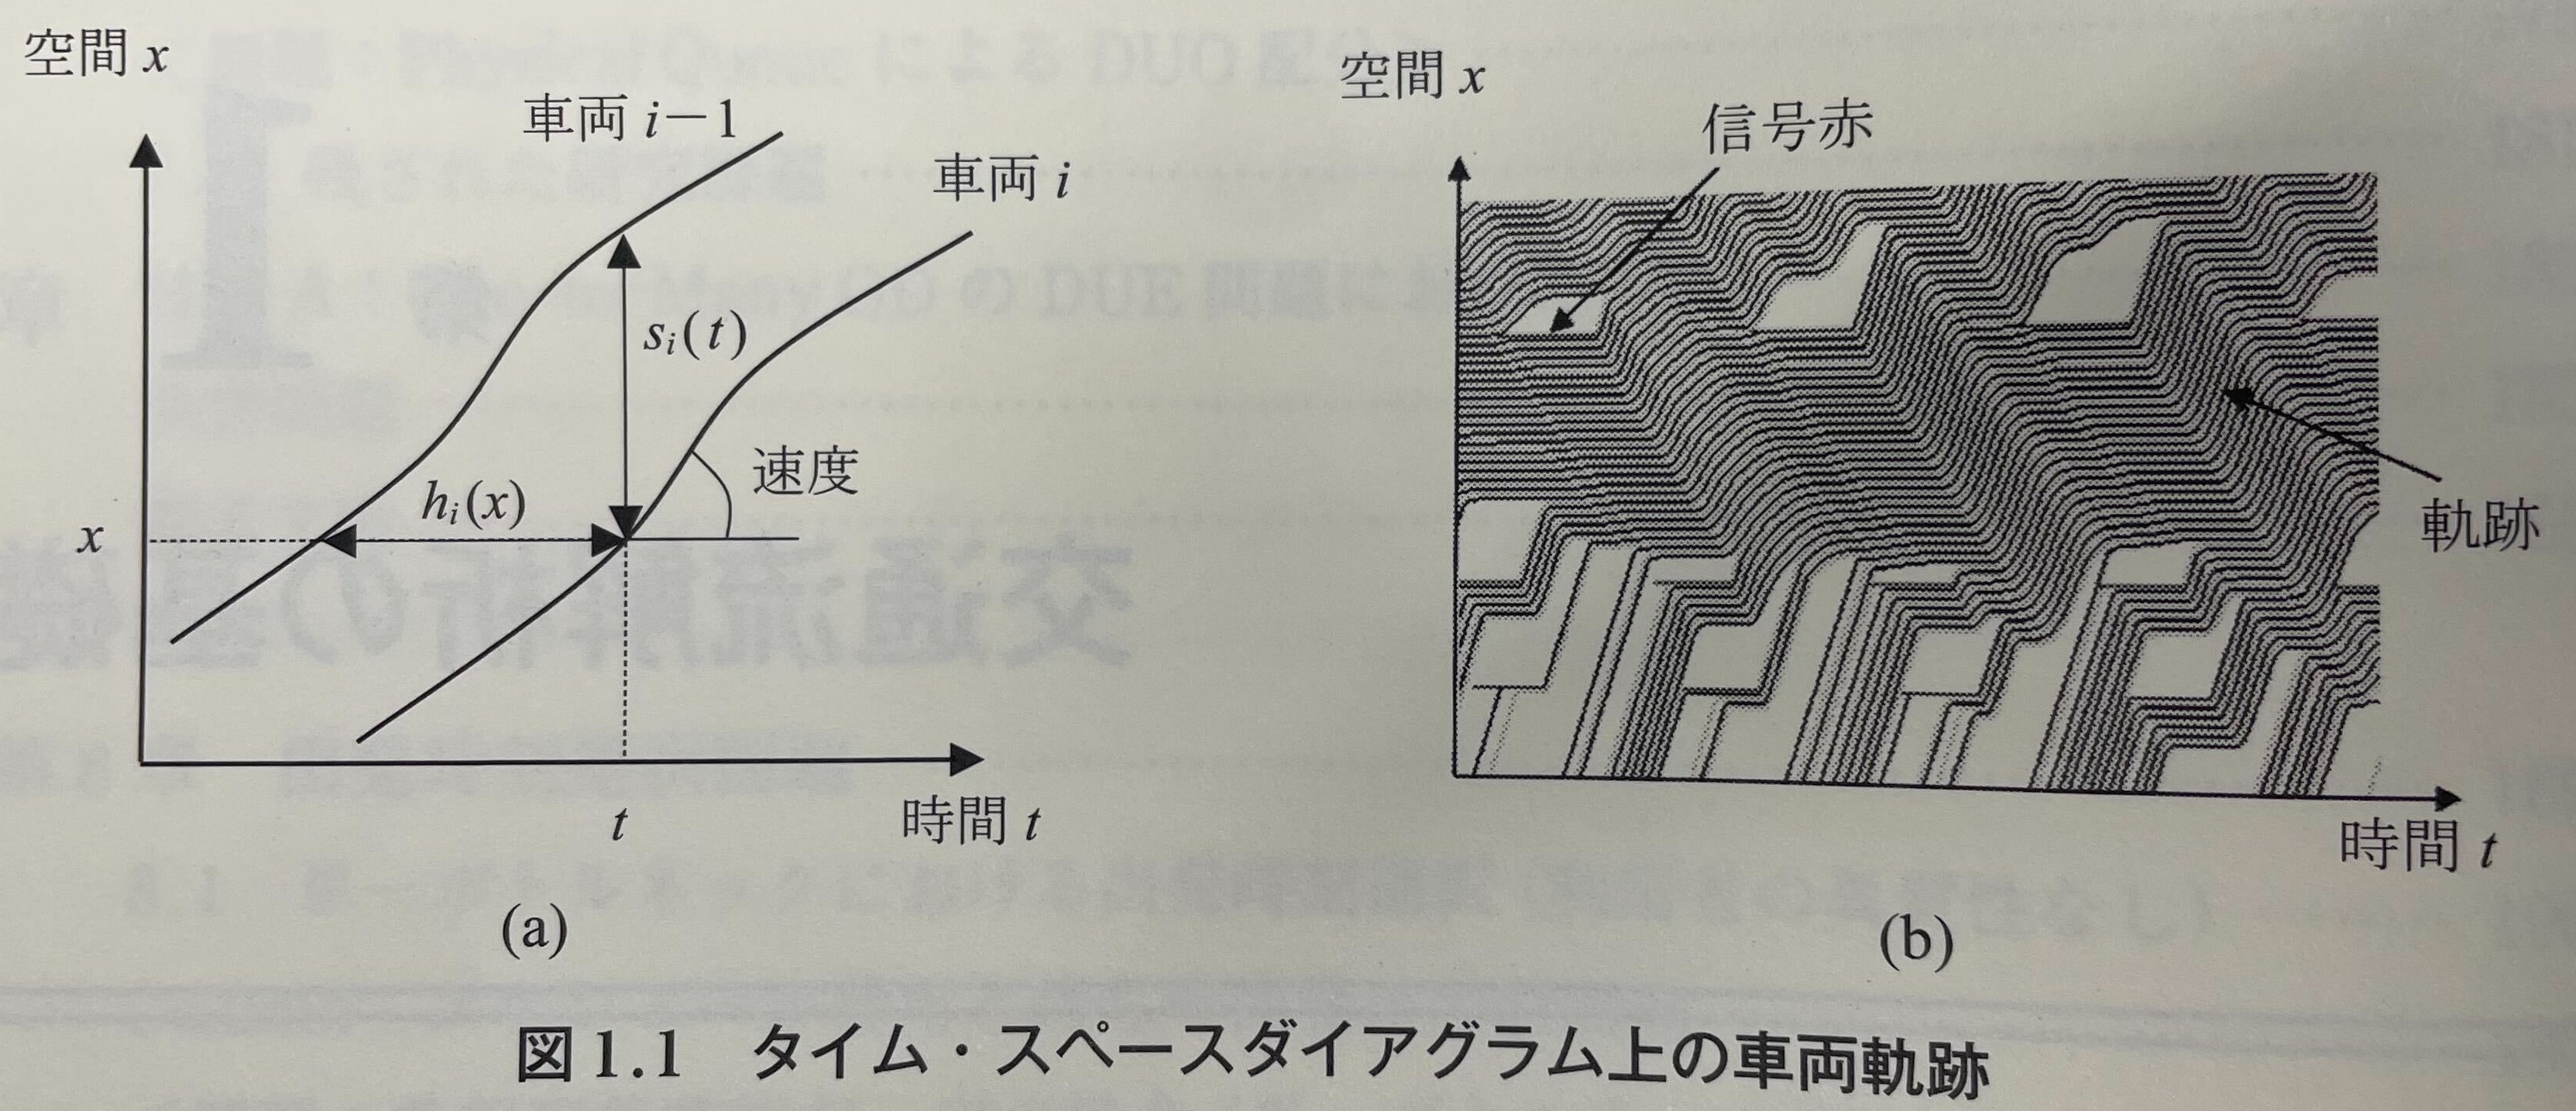 空間 x
車両 i−1
車両 i
s_i(t)
h_i(x)
速度
x
t
時間 t
(a)
空間 x
信号赤
軌跡
時間 t
(b)
図1.1 タイム・スペースダイアグラム上の車両軌跡